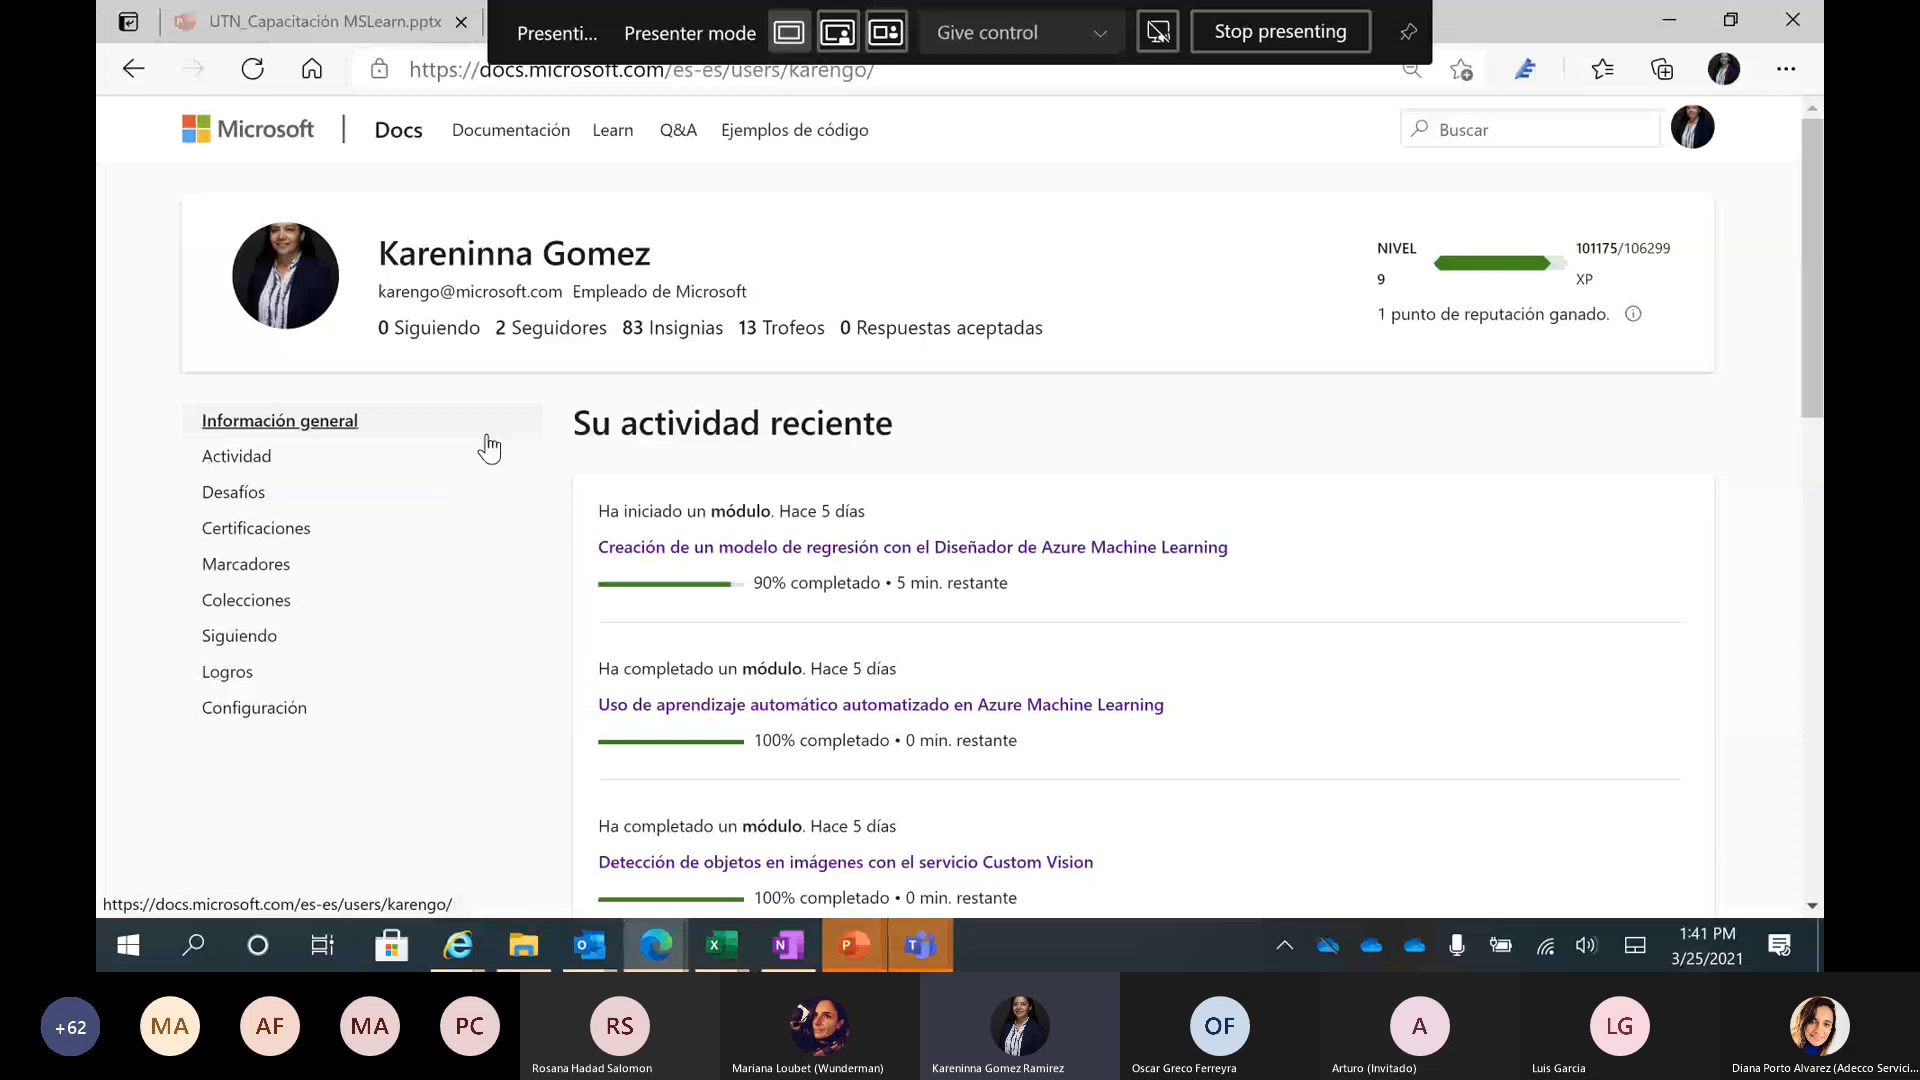 UTN_Capacitación MSLearn.pptx
Presenti...
Presenter mode
Give control
Stop presenting
https://docs.microsoft.com/es-es/users/karengo/
Microsoft
Docs
Documentación
Learn
Q&A
Ejemplos de código
Buscar
Kareninna Gomez
karengo@microsoft.com Empleado de Microsoft
0 Siguiendo 2 Seguidores 83 Insignias 13 Trofeos 0 Respuestas aceptadas
NIVEL
9
101175/106299
XP
1 punto de reputación ganado.
Información general
Actividad
Desafíos
Certificaciones
Marcadores
Colecciones
Siguiendo
Logros
Configuración
Su actividad reciente
Ha iniciado un módulo. Hace 5 días
Creación de un modelo de regresión con el Diseñador de Azure Machine Learning
90% completado • 5 min. restante
Ha completado un módulo. Hace 5 días
Uso de aprendizaje automático automatizado en Azure Machine Learning
100% completado • 0 min. restante
Ha completado un módulo. Hace 5 días
Detección de objetos en imágenes con el servicio Custom Vision
100% completado • 0 min. restante
https://docs.microsoft.com/es-es/users/karengo/
1:41 PM
3/25/2021
+62
MA
AF
MA
PC
RS
OF
A
LG
Rosana Hadad Salomon
Mariana Loubet (Wunderman)
Kareninna Gomez Ramirez
Oscar Greco Ferreyra
Arturo (Invitado)
Luis Garcia
Diana Porto Alvarez (Adecco Servici...